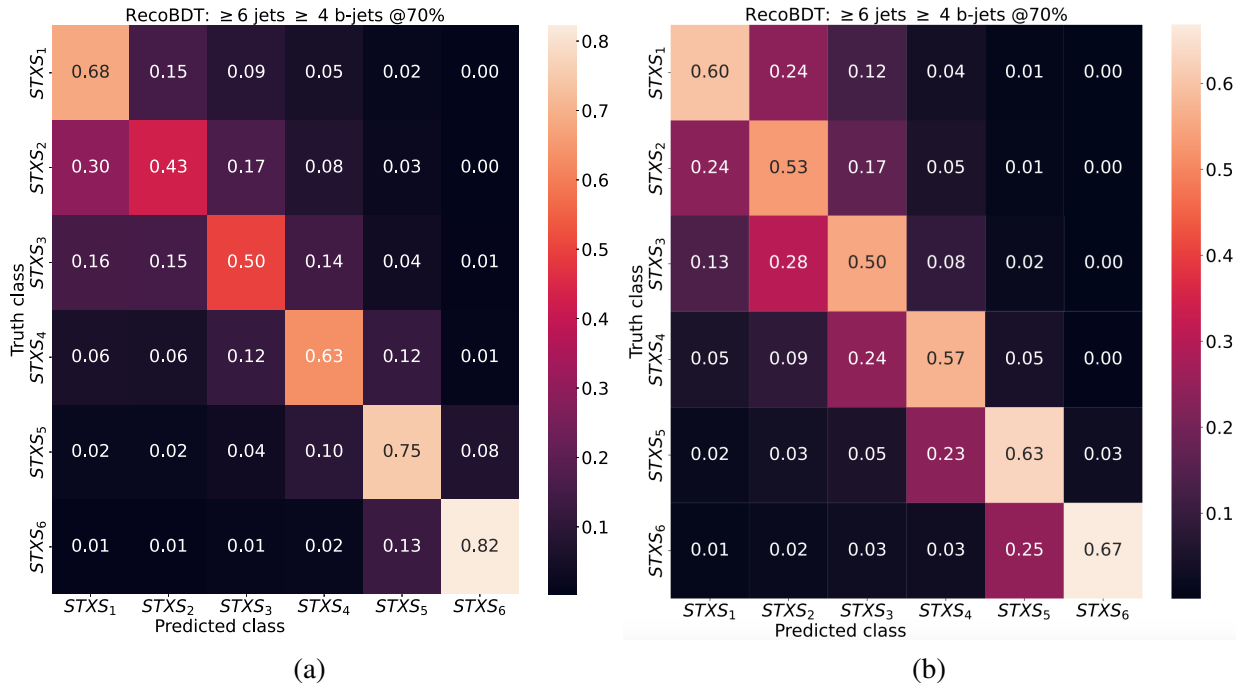 RecoBDT: ≥6 jets ≥ 4 b-jets @70%
STXS₁ 0.68 0.15 0.09 0.05 0.02 0.00
STXS₂ 0.30 0.43 0.17 0.08 0.03 0.00
STXS₃ 0.16 0.15 0.50 0.14 0.04 0.01
STXS₄ 0.06 0.06 0.12 0.63 0.12 0.01
STXS₅ 0.02 0.02 0.04 0.10 0.75 0.08
STXS₆ 0.01 0.01 0.01 0.02 0.13 0.82
Truth class
STXS₁ STXS₂ STXS₃ STXS₄ STXS₅ STXS₆
Predicted class
0.8
0.7
0.6
0.5
0.4
0.3
0.2
0.1
(a)
RecoBDT: ≥6 jets ≥ 4 b-jets @70%
STXS₁ 0.60 0.24 0.12 0.04 0.01 0.00
STXS₂ 0.24 0.53 0.17 0.05 0.01 0.00
STXS₃ 0.13 0.28 0.50 0.08 0.02 0.00
STXS₄ 0.05 0.09 0.24 0.57 0.05 0.00
STXS₅ 0.02 0.03 0.05 0.23 0.63 0.03
STXS₆ 0.01 0.02 0.03 0.03 0.25 0.67
Truth class
STXS₁ STXS₂ STXS₃ STXS₄ STXS₅ STXS₆
Predicted class
0.6
0.5
0.4
0.3
0.2
0.1
(b)